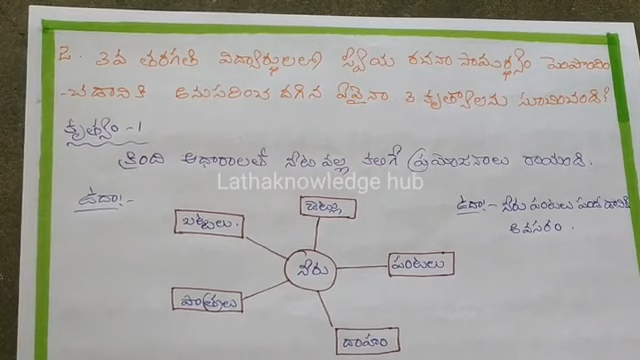 2. 3వ తరగతి విద్యార్థులలో స్వీయ రచనా సామర్థ్యం పెంపొందిం
-చడానికి అనుసరించ దగిన ఏవైనా 3 కృత్యాలను సూచించండి?
కృత్యం - 1
క్రింది ఆధారాలతో నీటి వల్ల కలిగే ప్రయోజనాలు రాయండి.
Lathaknowledge hub
ఉదా!-
బట్టలు.
నీరు
పంటలు
పాత్రలు
దాహం
ఉదా!- నీరు పంటలు పండ డానికి
అవసరం.